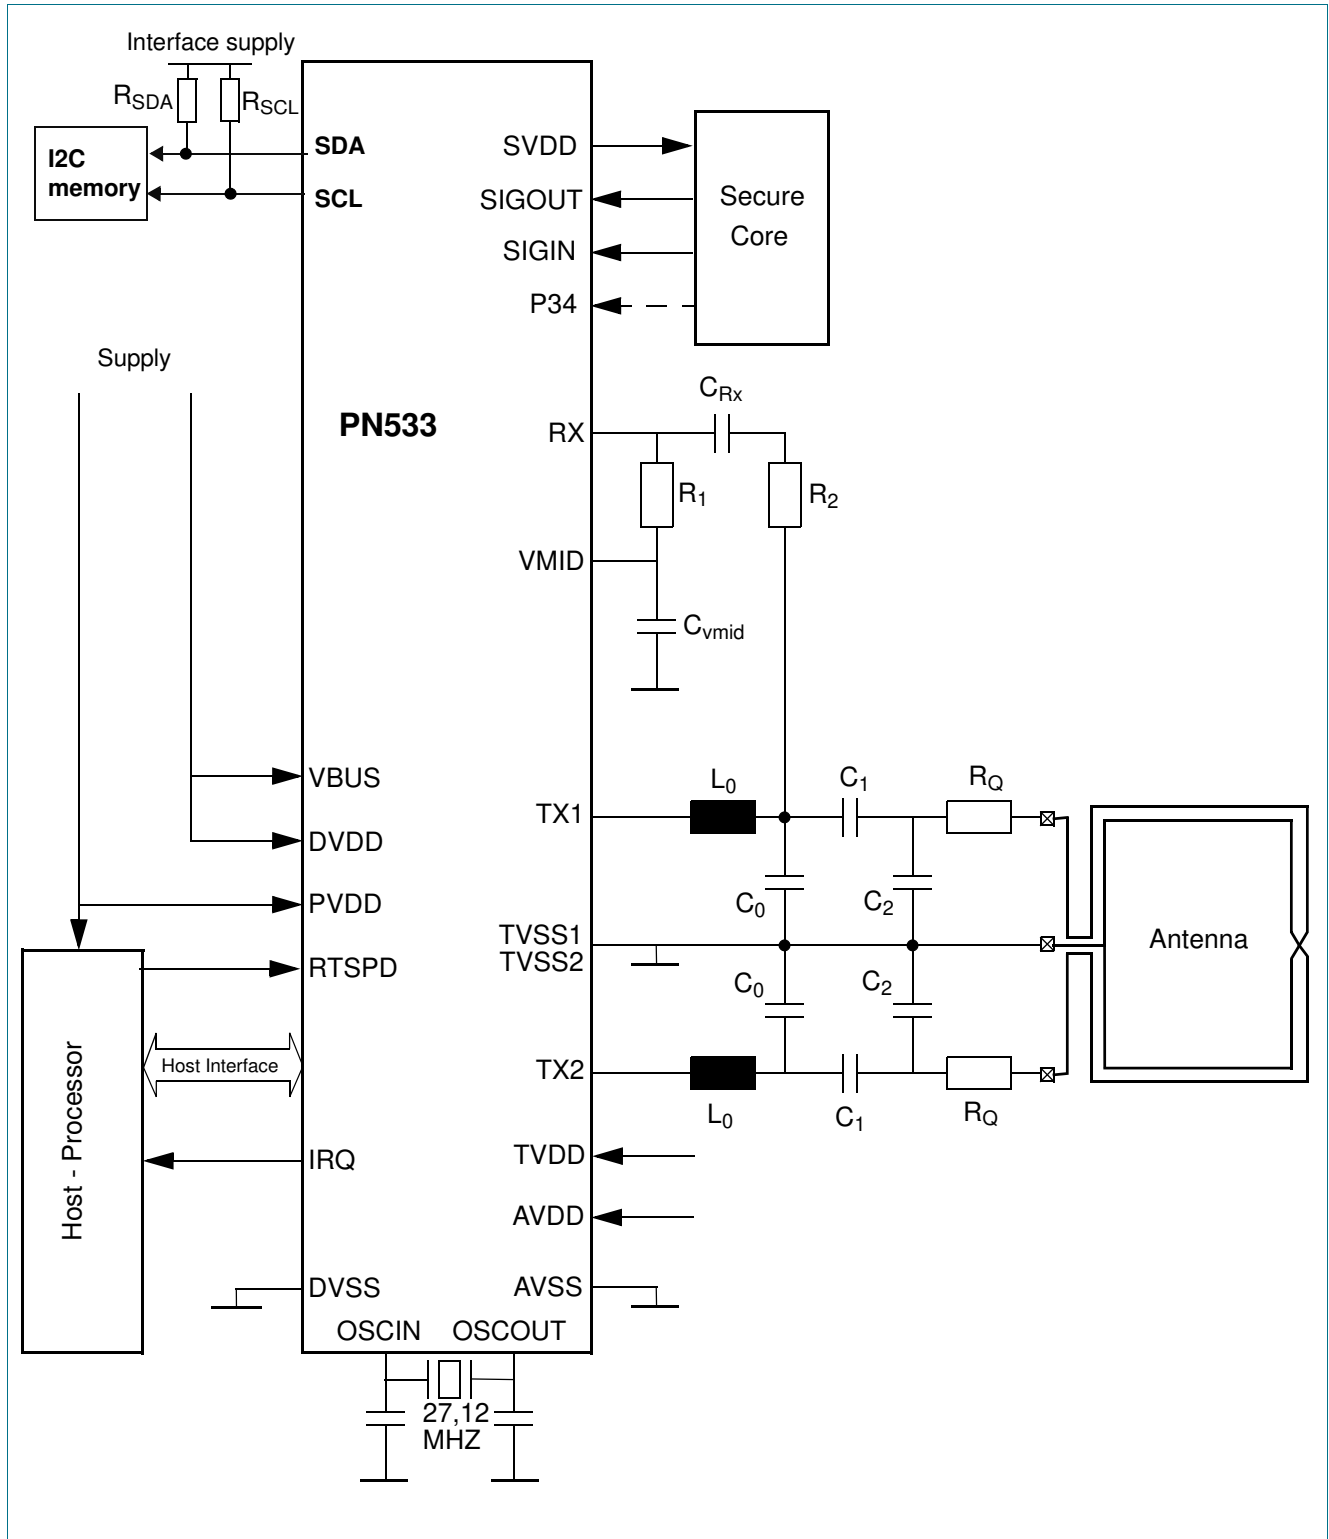 Interface supply
RSDA
RSCL
I2C
memory
SDA
SCL
SVDD
SIGOUT
SIGIN
P34
Secure
Core
Supply
PN533
CRx
RX
R1
R2
VMID
Cvmid
VBUS
DVDD
PVDD
RTSPD
TX1
L0
C1
RQ
C0
C2
TVSS1
TVSS2
C0
C2
Antenna
TX2
L0
C1
RQ
Host Interface
Host - Processor
IRQ
TVDD
AVDD
DVSS
AVSS
OSCIN
OSCOUT
27,12
MHZ